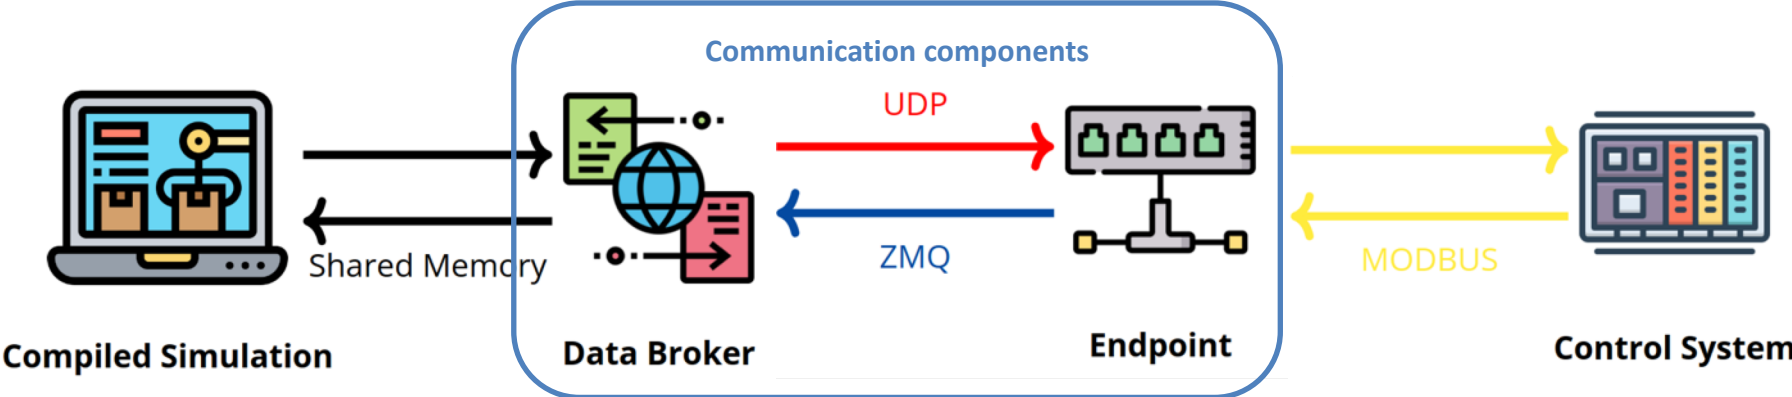 Communication components
UDP
Shared Memory
ZMQ
MODBUS
Compiled Simulation
Data Broker
Endpoint
Control System